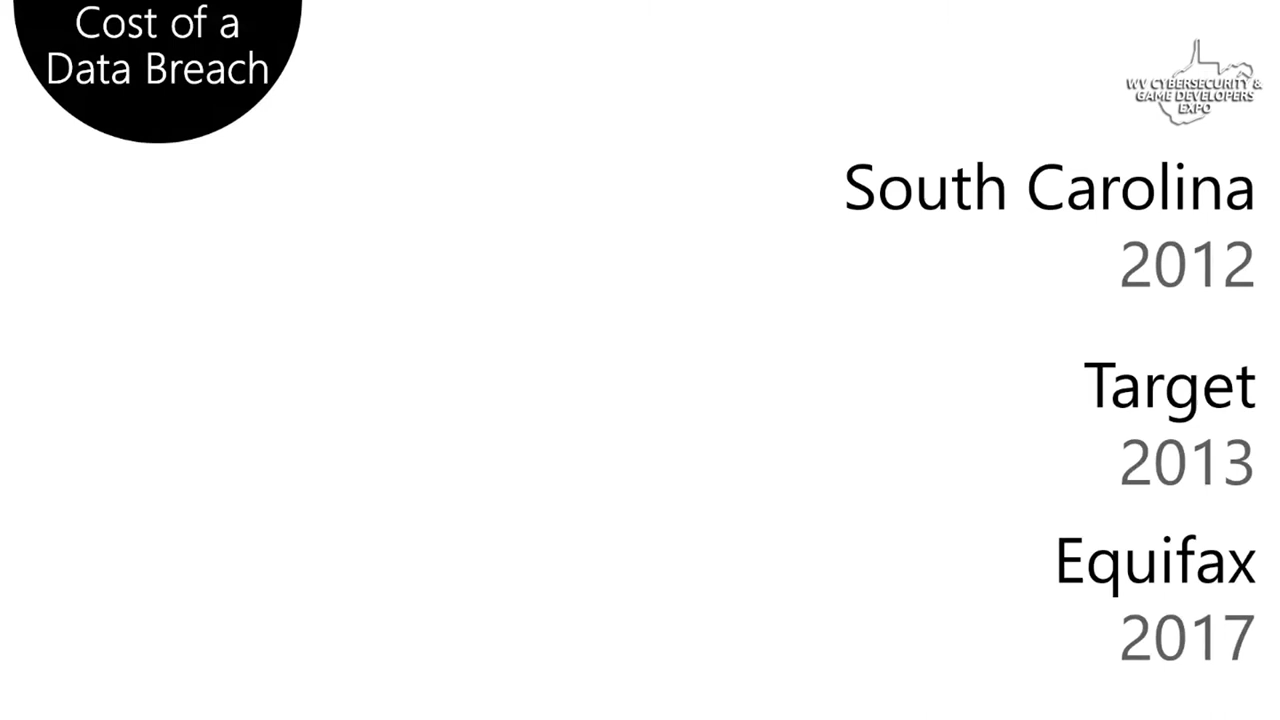 Cost of a
Data Breach
WV CYBERSECURITY &
GAME DEVELOPERS
EXPO
South Carolina
2012
Target
2013
Equifax
2017